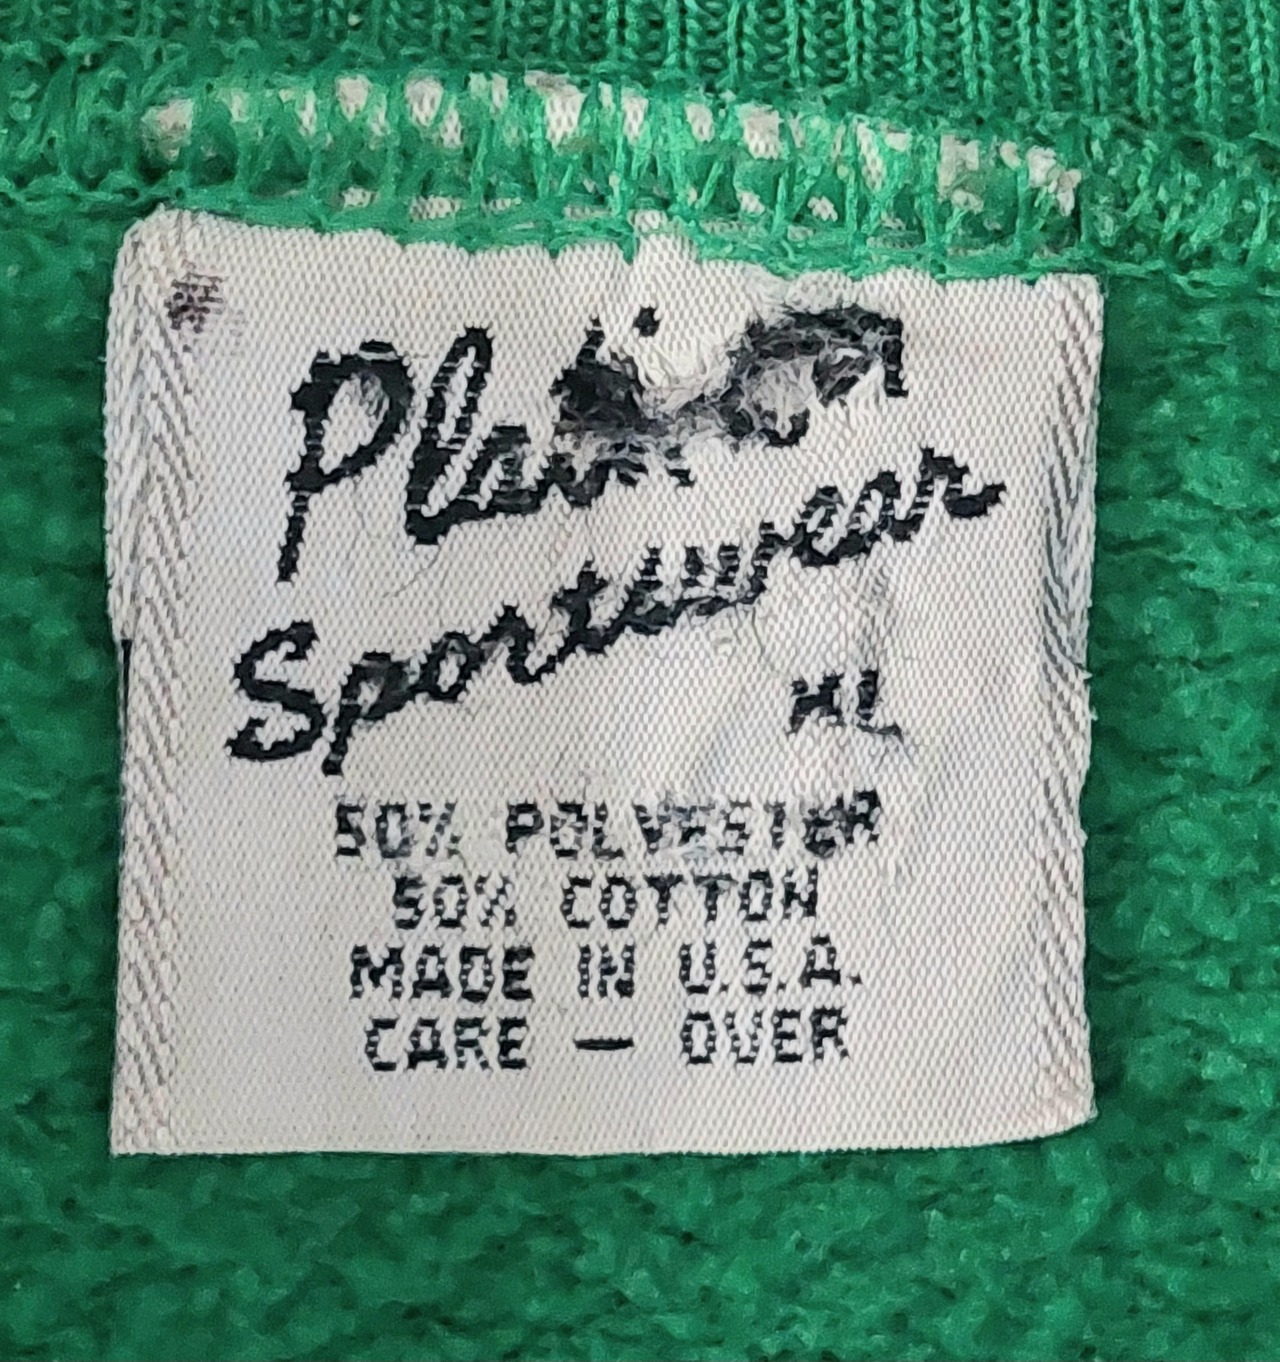 Sportswear
XL
50% POLYESTER
50% COTTON
MADE IN U.S.A.
CARE — OVER